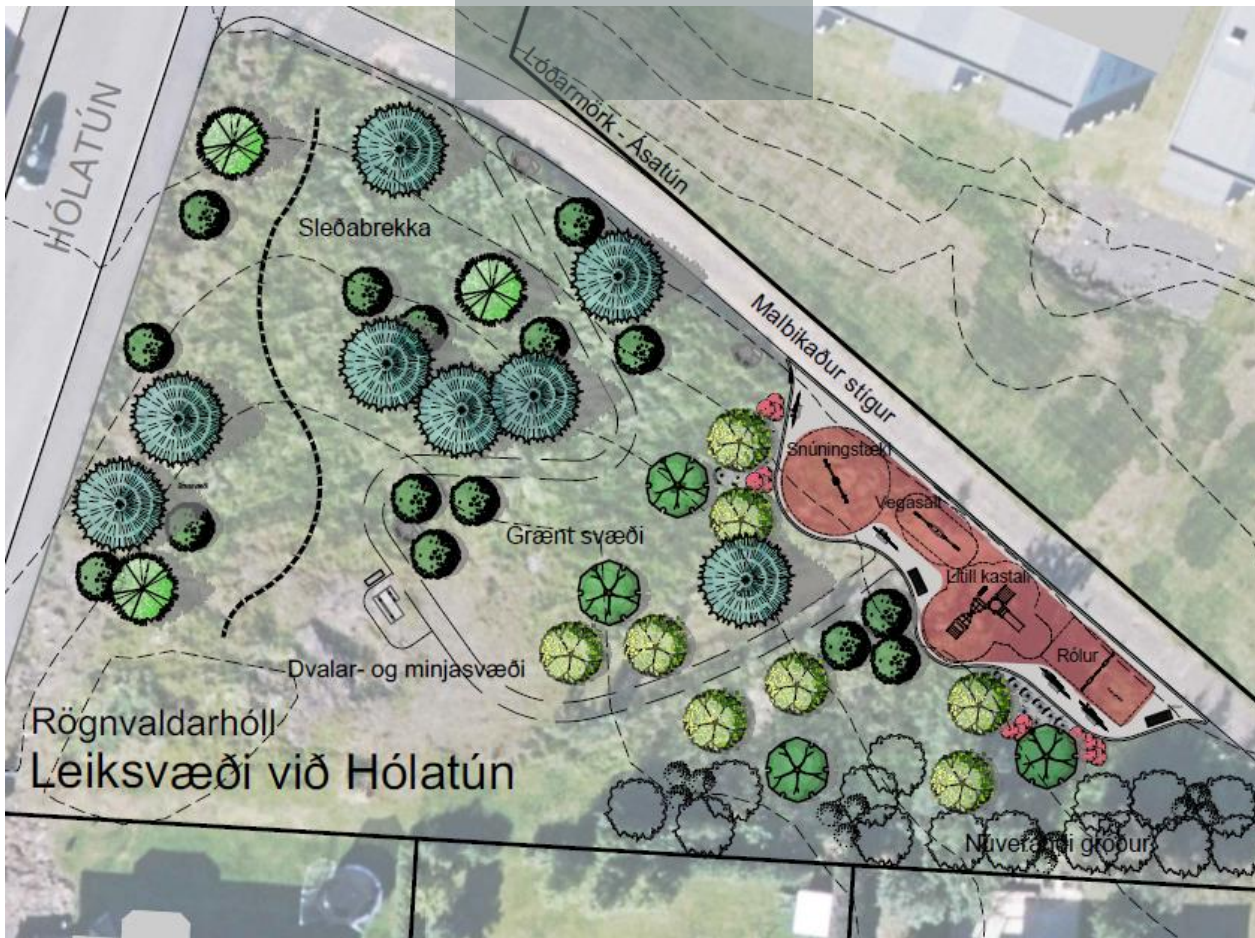 HÓLATÚN
Lóðarmörk - Ásatún
Sleðabrekka
Malbikaður stígur
Snúningstæki
Vegasalt
Grænt svæði
Lítill kastali
Rólur
Dvalar- og minjasvæði
Rögnvaldarhóll
Leiksvæði við Hólatún
Núverandi gróður